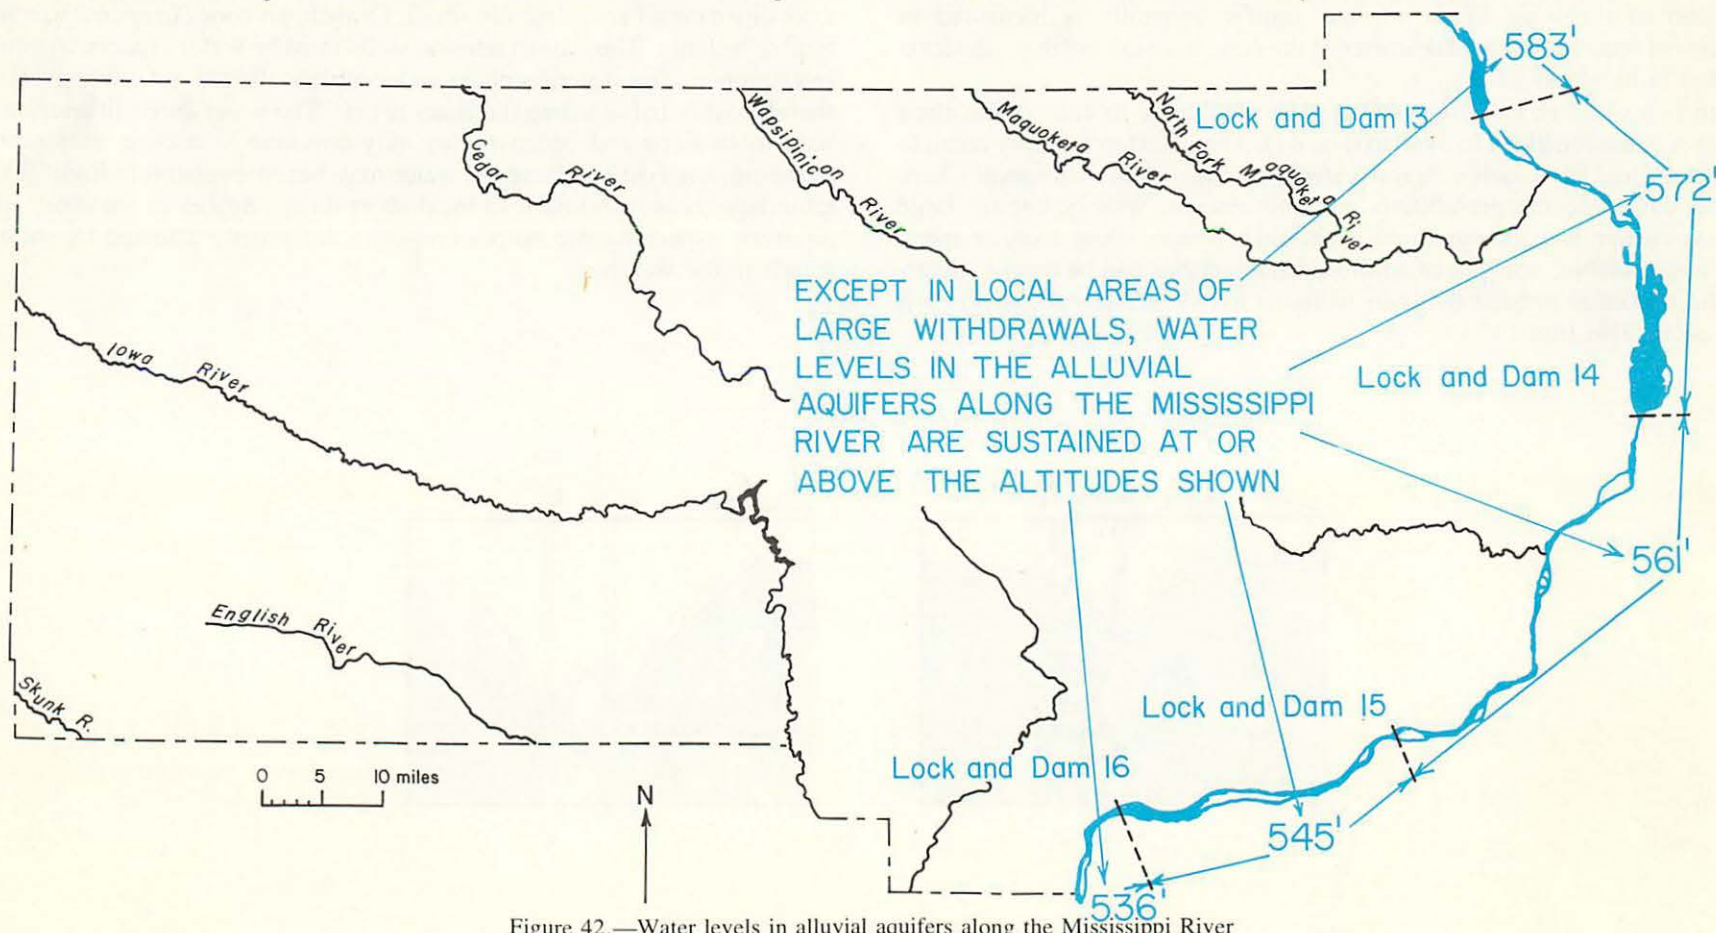 583'
Lock and Dam 13
572'
Cedar River
Wapsipinicon River
Maquoketa River
North Fork Maquoketa River
EXCEPT IN LOCAL AREAS OF
LARGE WITHDRAWALS, WATER
LEVELS IN THE ALLUVIAL
AQUIFERS ALONG THE MISSISSIPPI
RIVER ARE SUSTAINED AT OR
ABOVE THE ALTITUDES SHOWN
Iowa River
Lock and Dam 14
561'
English River
Skunk R.
Lock and Dam 15
Lock and Dam 16
0 5 10 miles
N
545'
536'
Figure 42.—Water levels in alluvial aquifers along the Mississippi River